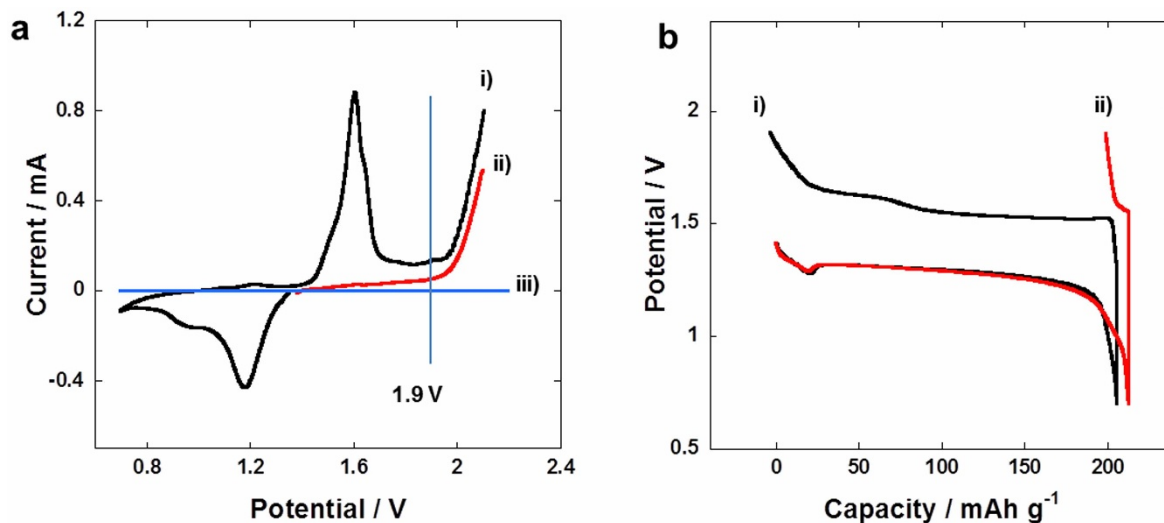 a
1.2
0.8
0.4
0
-0.4
Current / mA
i)
ii)
iii)
1.9 V
0.8
1.2
1.6
2
2.4
Potential / V
b
i)
ii)
2
1.5
1
0.5
Potential / V
0
50
100
150
200
Capacity / mAh g⁻¹